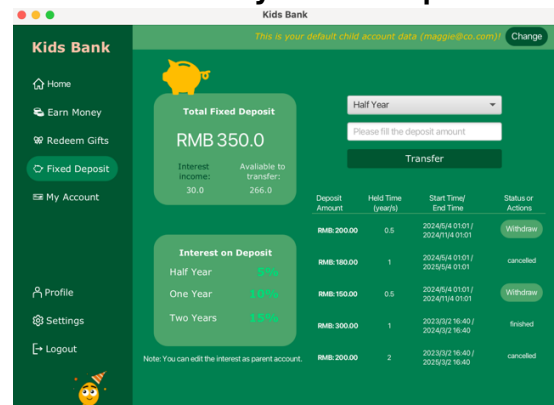 Kids Bank
Kids Bank
This is your default child account data (maggie@co.com)!
Change
Home
Earn Money
Redeem Gifts
Fixed Deposit
My Account
Profile
Settings
Logout
Total Fixed Deposit
RMB 350.0
Interest income:
Avaliable to transfer:
30.0
266.0
Interest on Deposit
Half Year 5%
One Year 10%
Two Years 15%
Note: You can edit the interest as parent account.
Half Year
Please fill the deposit amount
Transfer
Deposit Amount
Held Time (year/s)
Start Time/ End Time
Status or Actions
RMB: 200.00 0.5 2024/5/4 01:01 / 2024/11/4 01:01 Withdraw
RMB: 180.00 1 2024/5/4 01:01 / 2025/5/4 01:01 cancelled
RMB: 150.00 0.5 2024/5/4 01:01 / 2024/11/4 01:01 Withdraw
RMB: 300.00 1 2023/3/2 16:40 / 2024/3/2 16:40 finished
RMB: 200.00 2 2023/3/2 16:40 / 2025/3/2 16:40 cancelled